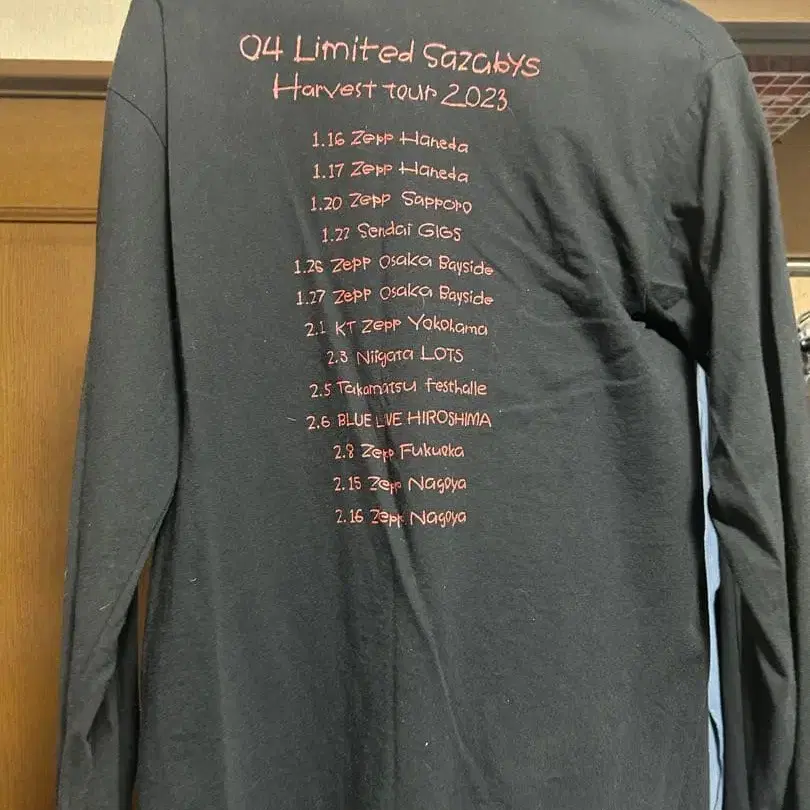 04 Limited Sazabys
Harvest tour 2023
1.16 Zepp Haneda
1.17 Zepp Haneda
1.20 Zepp Sapporo
1.22 Sendai GIGS
1.26 Zepp Osaka Bayside
1.27 Zepp Osaka Bayside
2.1 KT Zepp Yokohama
2.3 Niigata LOTS
2.5 Takamatsu festhalle
2.6 BLUE LIVE HIROSHIMA
2.8 Zepp Fukuoka
2.15 Zepp Nagoya
2.16 Zepp Nagoya